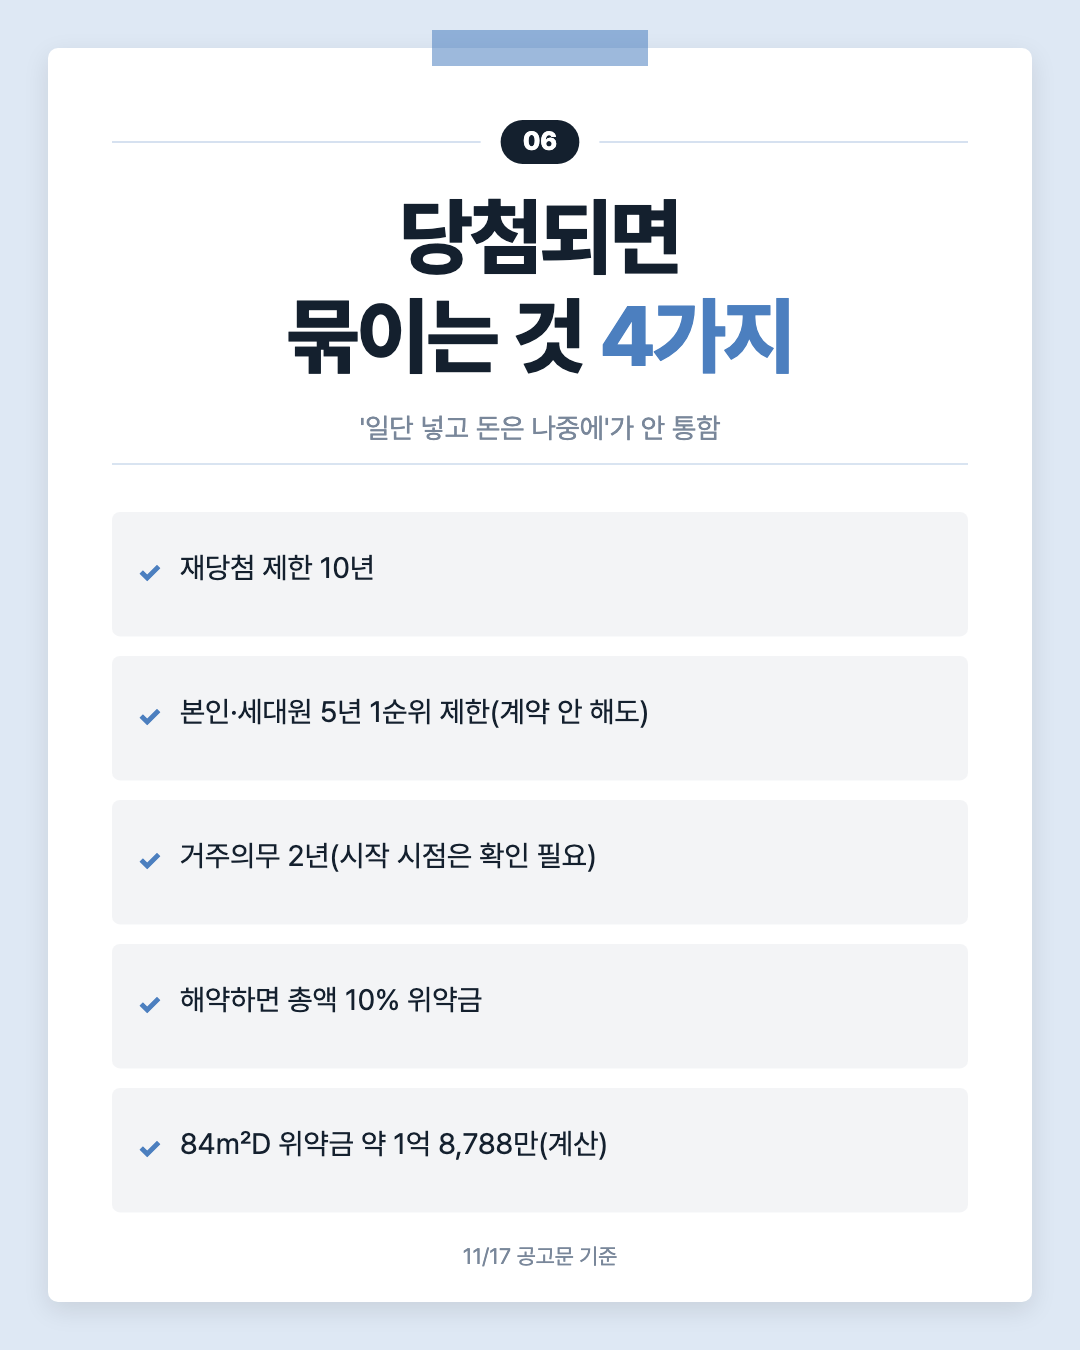 06
당첨되면
묶이는 것 4가지
'일단 넣고 돈은 나중에'가 안 통함
재당첨 제한 10년
본인·세대원 5년 1순위 제한(계약 안 해도)
거주의무 2년(시작 시점은 확인 필요)
해약하면 총액 10% 위약금
84m²D 위약금 약 1억 8,788만(계산)
11/17 공고문 기준